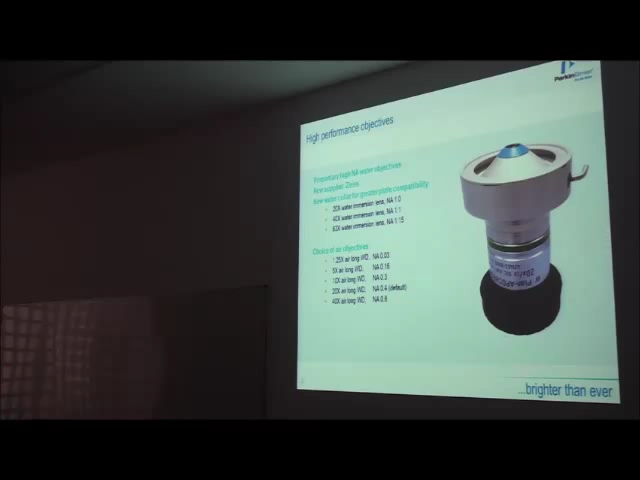 PerkinElmer
High performance objectives
Proprietary high NA water objectives
New supplier: Zeiss
New water collar for greater plate compatibility
• 20X water immersion lens, NA 1.0
• 40X water immersion lens, NA 1.1
• 63X water immersion lens, NA 1.15
Choice of air objectives
• 1.25X air long WD, NA 0.03
• 5X air long WD, NA 0.16
• 10X air long WD, NA 0.3
• 20X air long WD, NA 0.4 (default)
• 40X air long WD, NA 0.6
...brighter than ever